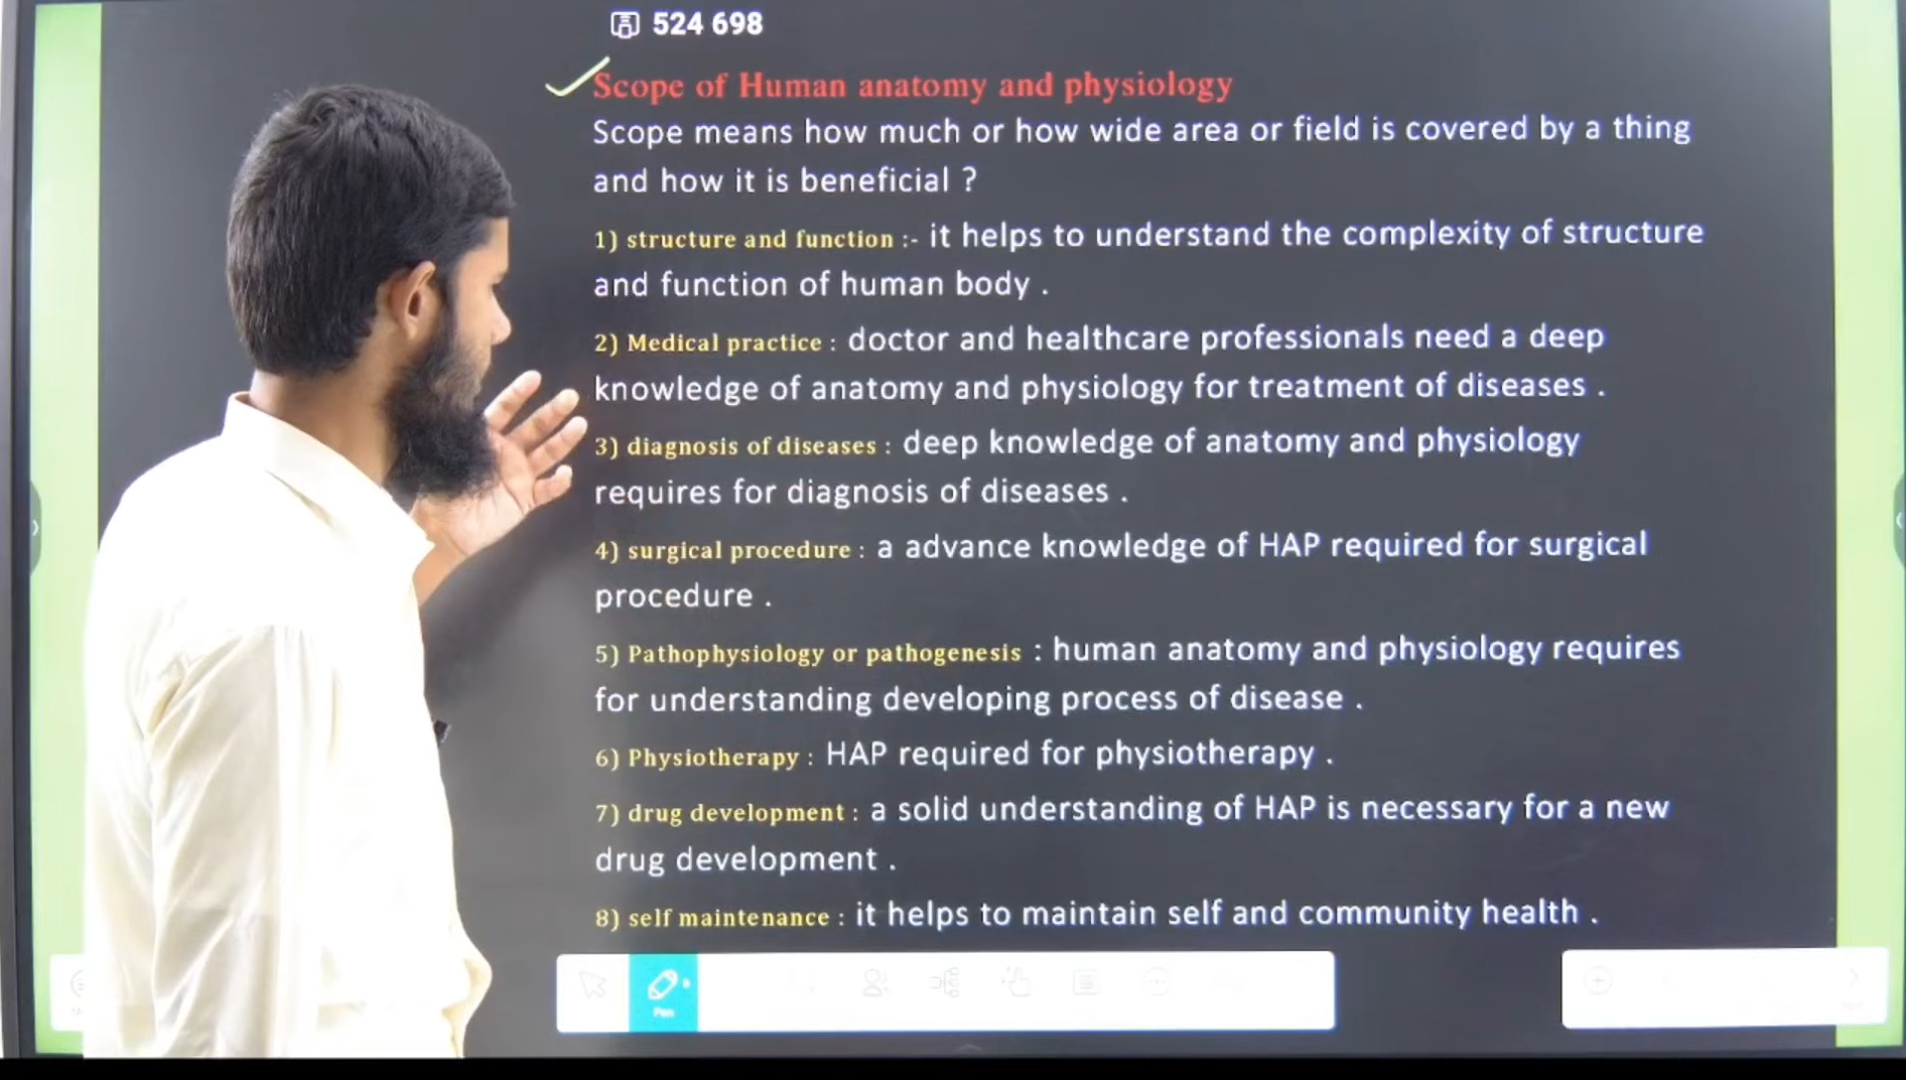 524 698
Scope of Human anatomy and physiology
Scope means how much or how wide area or field is covered by a thing
and how it is beneficial ?
1) structure and function :- it helps to understand the complexity of structure
and function of human body .
2) Medical practice : doctor and healthcare professionals need a deep
knowledge of anatomy and physiology for treatment of diseases .
3) diagnosis of diseases : deep knowledge of anatomy and physiology
requires for diagnosis of diseases .
4) surgical procedure : a advance knowledge of HAP required for surgical
procedure .
5) Pathophysiology or pathogenesis : human anatomy and physiology requires
for understanding developing process of disease .
6) Physiotherapy : HAP required for physiotherapy .
7) drug development : a solid understanding of HAP is necessary for a new
drug development .
8) self maintenance : it helps to maintain self and community health .
Pen